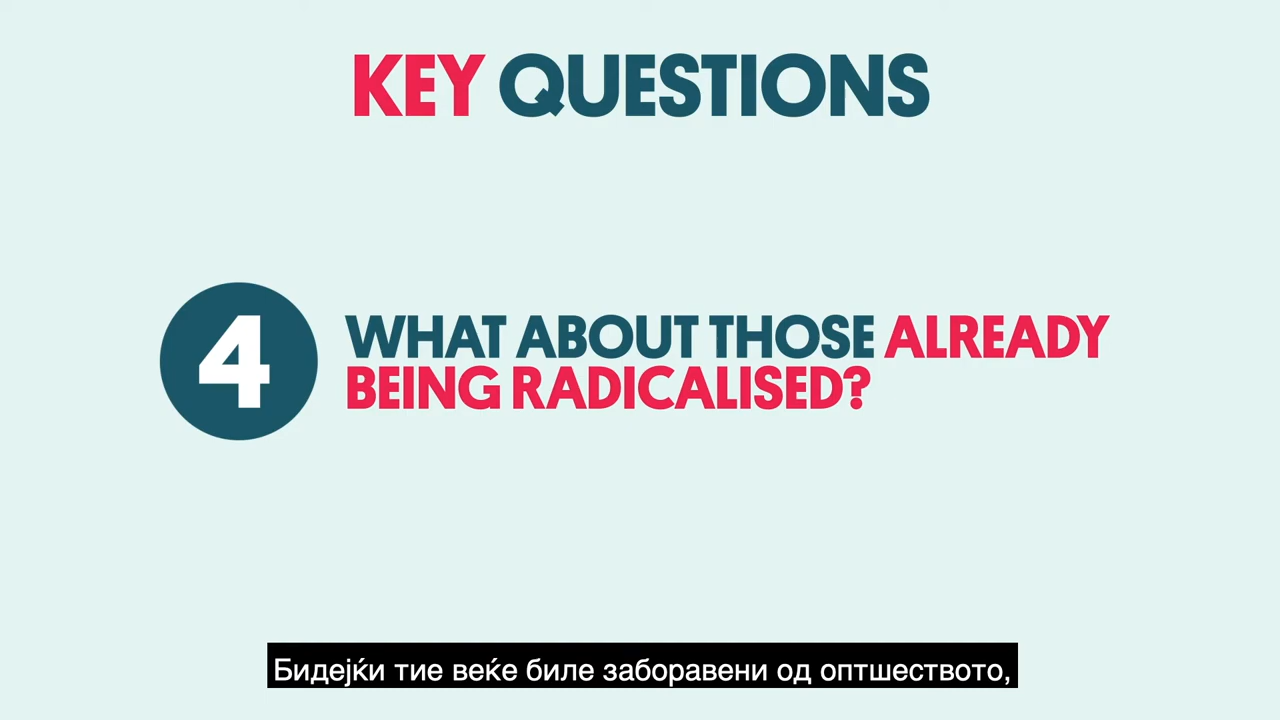 KEY QUESTIONS
4
WHAT ABOUT THOSE ALREADY
BEING RADICALISED?
Бидејќи тие веќе биле заборавени од оптшеството,